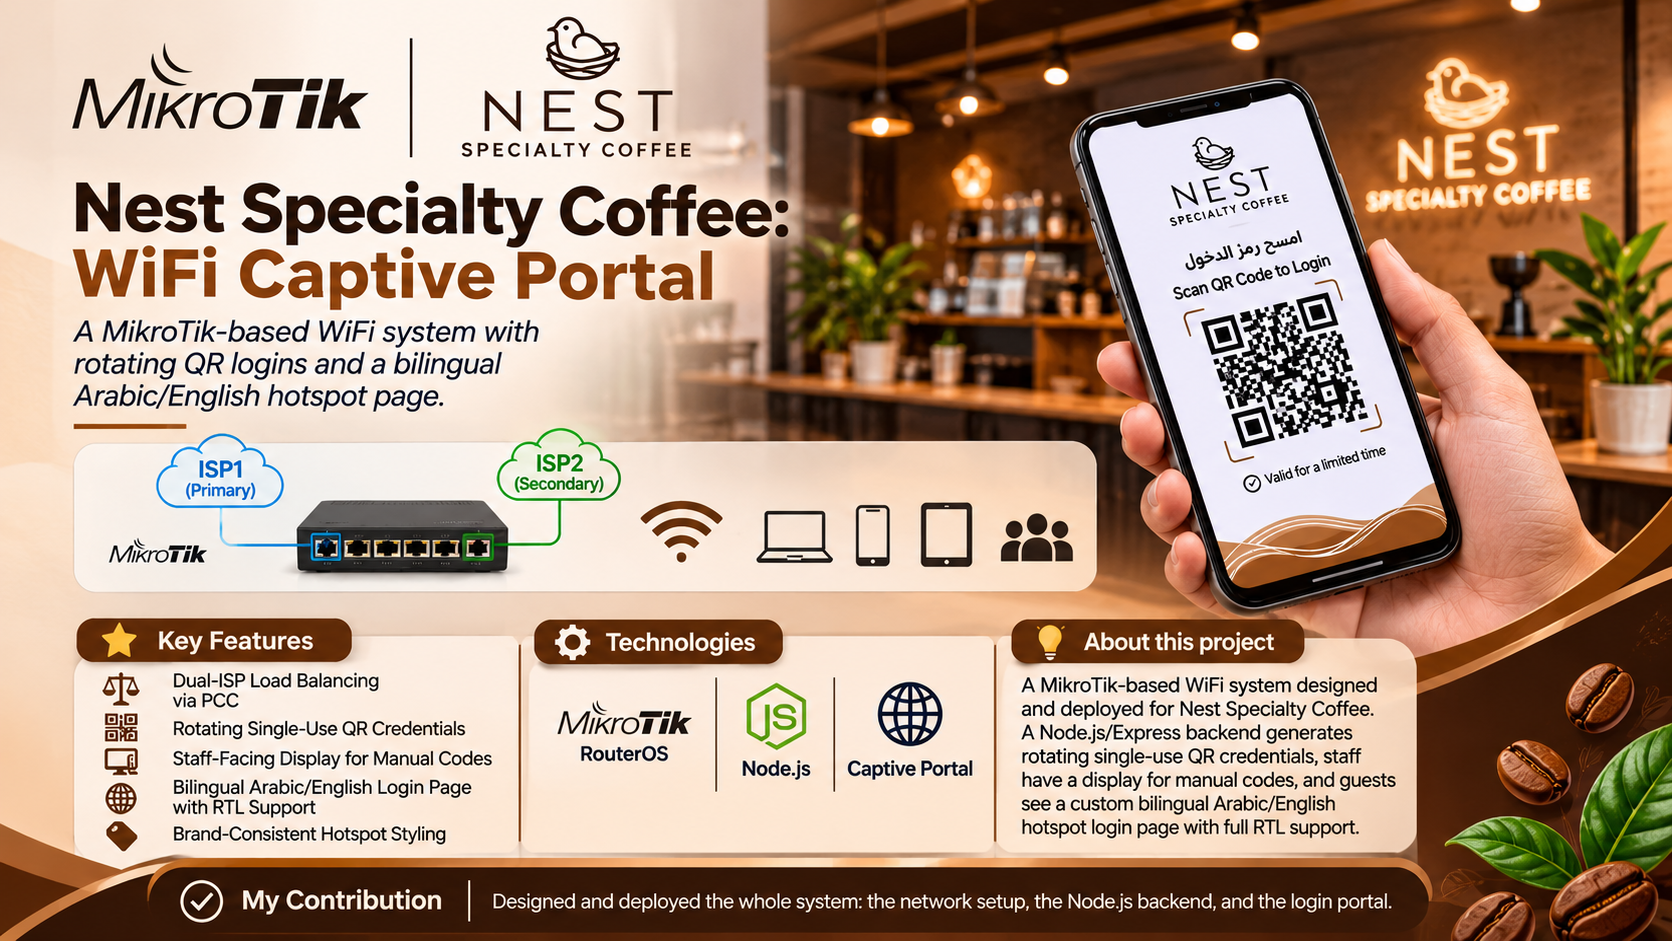 MikroTik
NEST
SPECIALTY COFFEE
Nest Specialty Coffee:
WiFi Captive Portal
A MikroTik-based WiFi system with
rotating QR logins and a bilingual
Arabic/English hotspot page.
NEST
SPECIALTY COFFEE
NEST
SPECIALTY COFFEE
امسح رمز الدخول
Scan QR Code to Login
Valid for a limited time
ISP1
(Primary)
ISP2
(Secondary)
MikroTik
Key Features
Dual-ISP Load Balancing
via PCC
Rotating Single-Use QR Credentials
Staff-Facing Display for Manual Codes
Bilingual Arabic/English Login Page
with RTL Support
Brand-Consistent Hotspot Styling
Technologies
MikroTik
RouterOS
JS
Node.js
Captive Portal
About this project
A MikroTik-based WiFi system designed
and deployed for Nest Specialty Coffee.
A Node.js/Express backend generates
rotating single-use QR credentials, staff
have a display for manual codes, and guests
see a custom bilingual Arabic/English
hotspot login page with full RTL support.
My Contribution
Designed and deployed the whole system: the network setup, the Node.js backend, and the login portal.